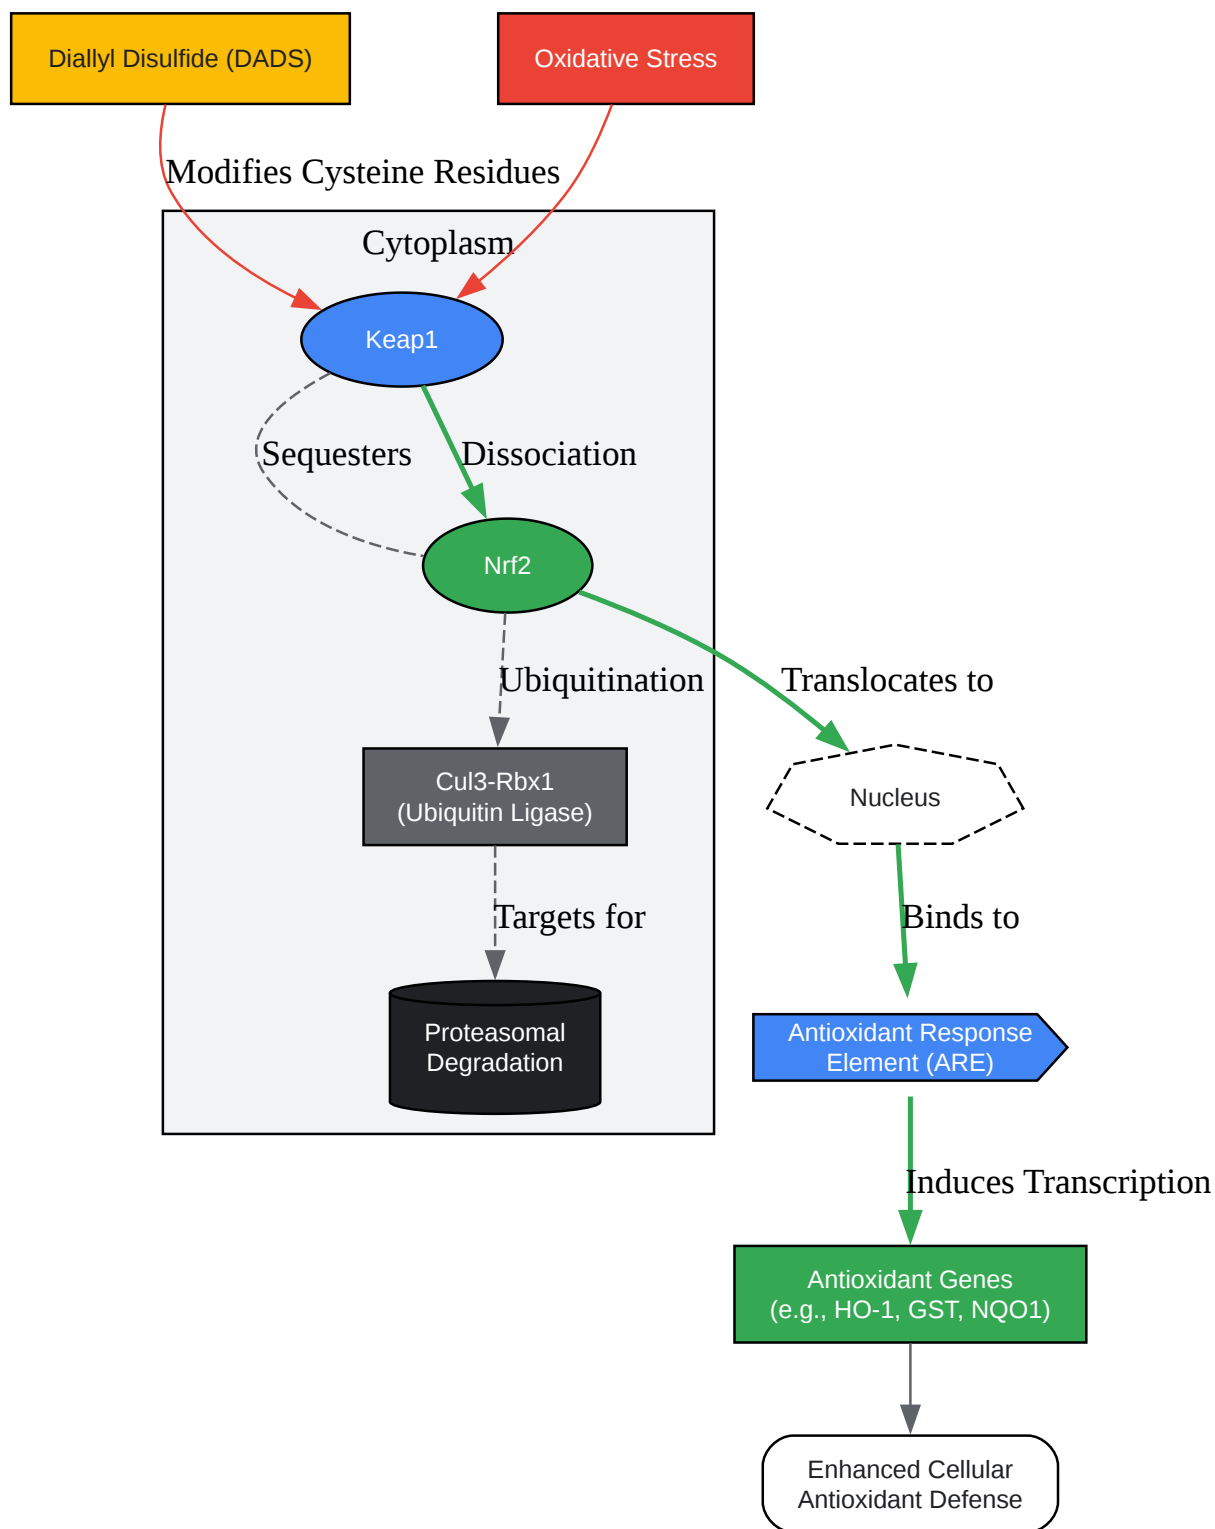 Diallyl Disulfide (DADS)
Oxidative Stress
Modifies Cysteine Residues
Cytoplasm
Keap1
Sequesters
Dissociation
Nrf2
Ubiquitination
Translocates to
Cul3-Rbx1
(Ubiquitin Ligase)
Nucleus
Targets for
Binds to
Proteasomal
Degradation
Antioxidant Response
Element (ARE)
Induces Transcription
Antioxidant Genes
(e.g., HO-1, GST, NQO1)
Enhanced Cellular
Antioxidant Defense